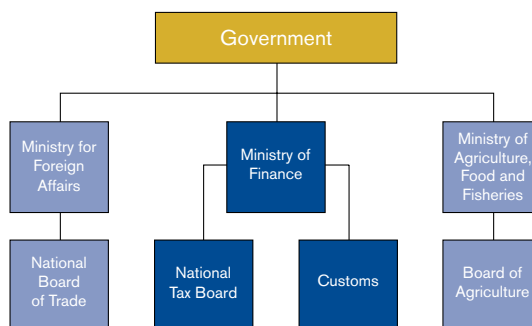 Government
Ministry for
Foreign
Affairs
Ministry of
Finance
Ministry of
Agriculture,
Food and
Fisheries
National
Board
of Trade
National
Tax Board
Customs
Board of
Agriculture